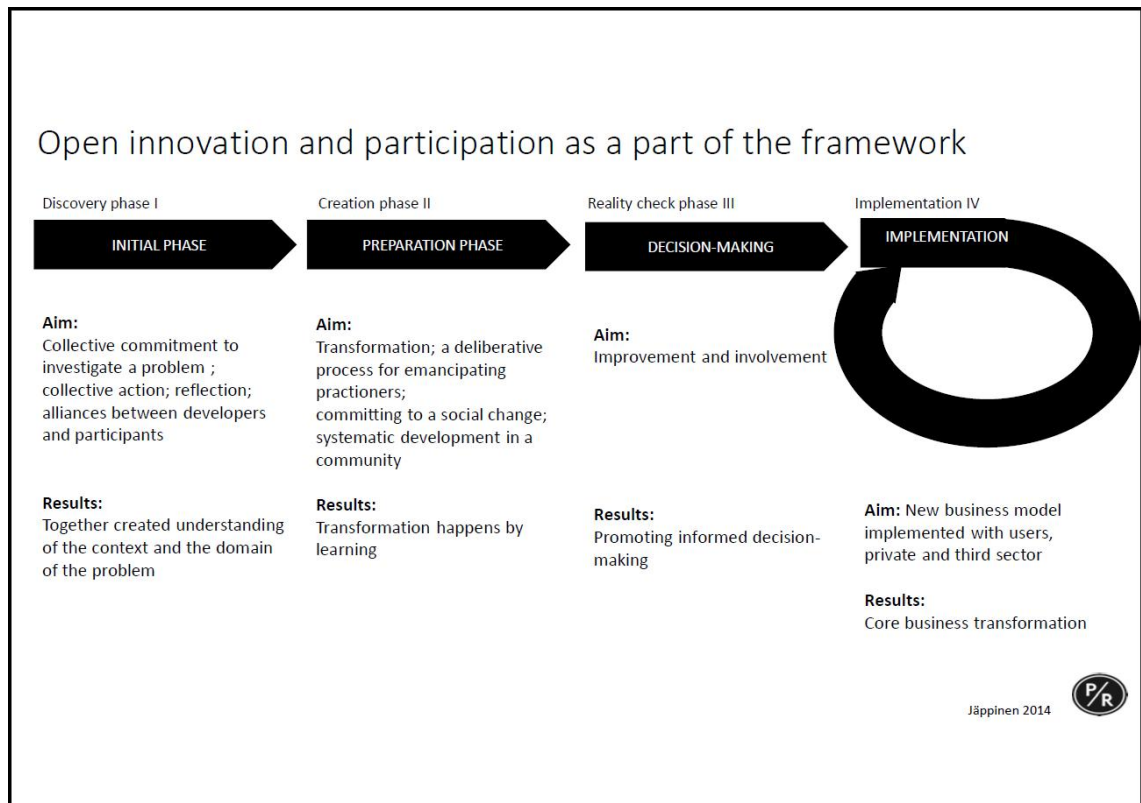 Open innovation and participation as a part of the framework
Discovery phase I
INITIAL PHASE
Aim:
Collective commitment to
investigate a problem ;
collective action; reflection;
alliances between developers
and participants
Results:
Together created understanding
of the context and the domain
of the problem
Creation phase II
PREPARATION PHASE
Aim:
Transformation; a deliberative
process for emancipating
practioners;
committing to a social change;
systematic development in a
community
Results:
Transformation happens by
learning
Reality check phase III
DECISION-MAKING
Aim:
Improvement and involvement
Results:
Promoting informed decision-
making
Implementation IV
IMPLEMENTATION
Aim: New business model
implemented with users,
private and third sector
Results:
Core business transformation
Jäppinen 2014
P/R